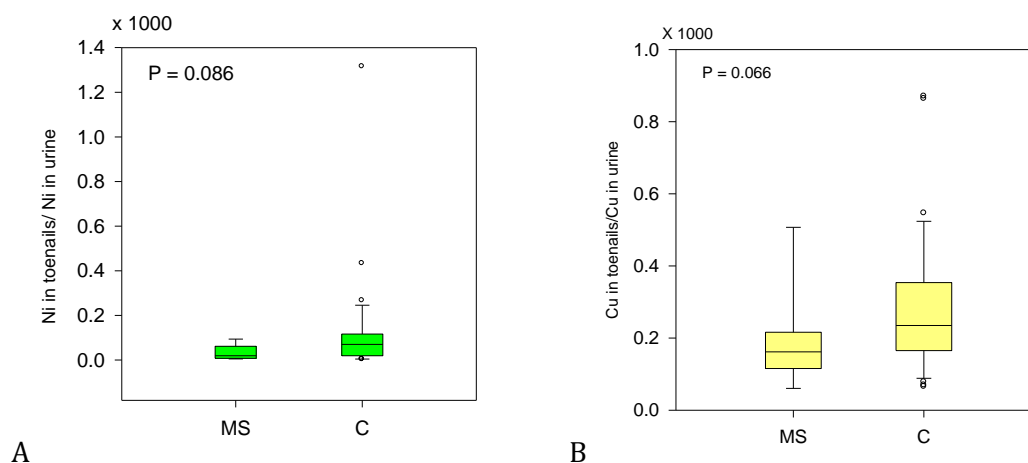 x 1000
1.4
1.2
1.0
0.8
0.6
0.4
0.2
0.0
P = 0.086
Ni in toenails/ Ni in urine
MS C
A
X 1000
1.0
0.8
0.6
0.4
0.2
0.0
P = 0.066
Cu in toenails/Cu in urine
MS C
B